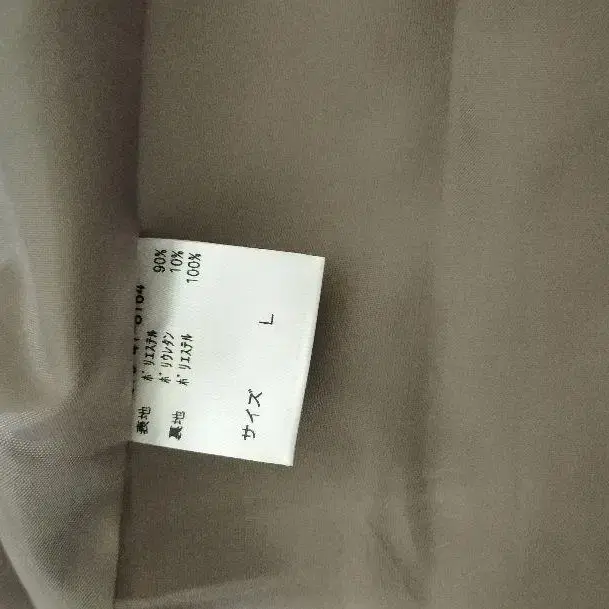 表地 ポリエステル 90%
ポリウレタン 10%
裏地 ポリエステル 100%
サイズ L